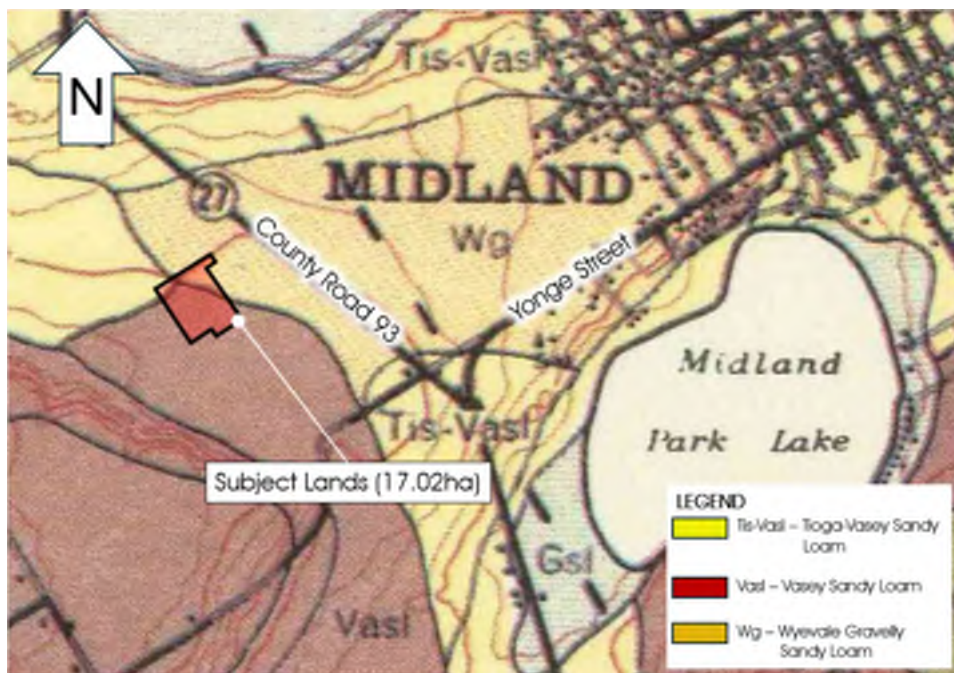 N
Tis-Vasl
27
MIDLAND
Wg
County Road 93
Yonge Street
Midland
Park Lake
Tis-Vasl
Subject Lands (17.02ha)
Gsl
Vasl
LEGEND
Tis-Vasl – Tioga-Vasey Sandy
Loam
Vasl – Vasey Sandy Loam
Wg – Wyevale Gravelly
Sandy Loam